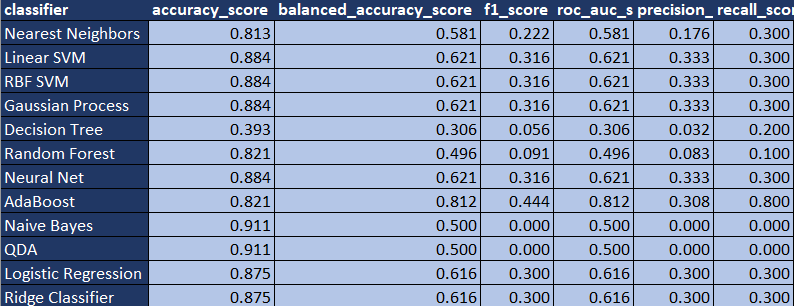 classifier accuracy_score balanced_accuracy_score f1_score roc_auc_s precision_ recall_scor
Nearest Neighbors 0.813 0.581 0.222 0.581 0.176 0.300
Linear SVM 0.884 0.621 0.316 0.621 0.333 0.300
RBF SVM 0.884 0.621 0.316 0.621 0.333 0.300
Gaussian Process 0.884 0.621 0.316 0.621 0.333 0.300
Decision Tree 0.393 0.306 0.056 0.306 0.032 0.200
Random Forest 0.821 0.496 0.091 0.496 0.083 0.100
Neural Net 0.884 0.621 0.316 0.621 0.333 0.300
AdaBoost 0.821 0.812 0.444 0.812 0.308 0.800
Naive Bayes 0.911 0.500 0.000 0.500 0.000 0.000
QDA 0.911 0.500 0.000 0.500 0.000 0.000
Logistic Regression 0.875 0.616 0.300 0.616 0.300 0.300
Ridge Classifier 0.875 0.616 0.300 0.616 0.300 0.300